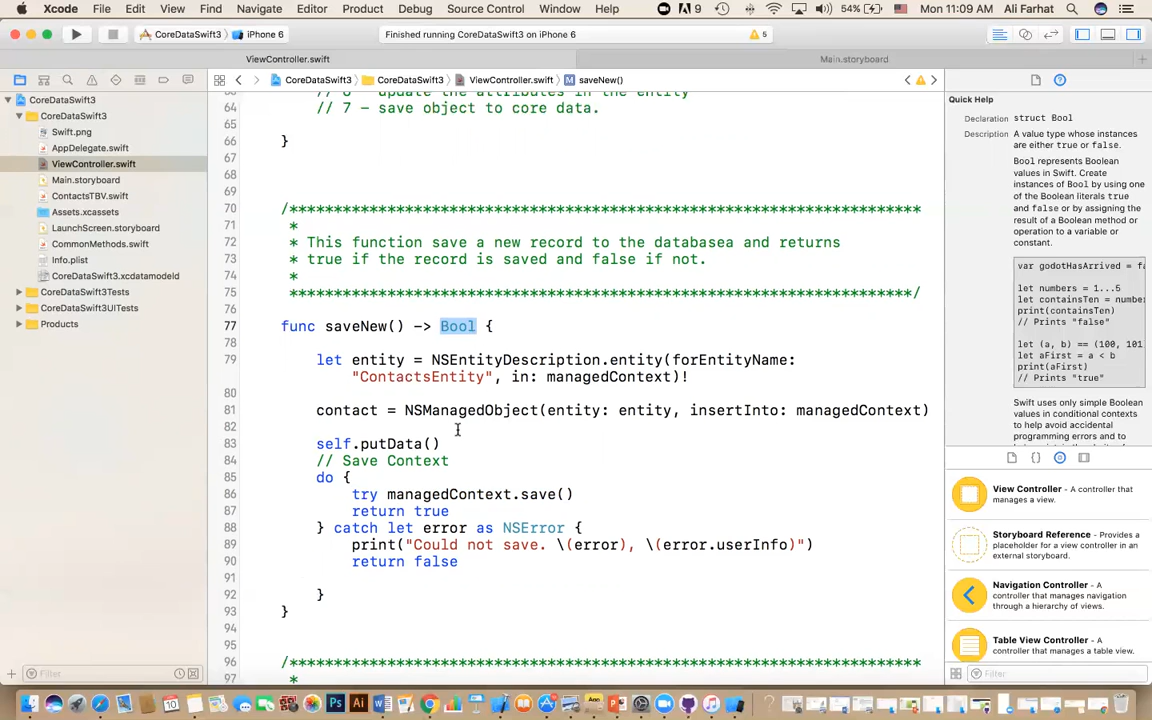 Xcode File Edit View Find Navigate Editor Product Debug Source Control Window Help 9 54% Mon 11:09 AM Ali Farhat
CoreDataSwift3 iPhone 6 Finished running CoreDataSwift3 on iPhone 6 5
ViewController.swift Main.storyboard
CoreDataSwift3 CoreDataSwift3 ViewController.swift M saveNew()
CoreDataSwift3
CoreDataSwift3
Swift.png
AppDelegate.swift
ViewController.swift
Main.storyboard
ContactsTBV.swift
Assets.xcassets
LaunchScreen.storyboard
CommonMethods.swift
Info.plist
CoreDataSwift3.xcdatamodeld
CoreDataSwift3Tests
CoreDataSwift3UITests
Products
Filter
64 // 7 - save object to core data.
65
66 }
67
68
69
70 /***********************************************************************
71 *
72 * This function save a new record to the databasea and returns
73 * true if the record is saved and false if not.
74 *
75 **********************************************************************/
76
77 func saveNew() -> Bool {
78
79 let entity = NSEntityDescription.entity(forEntityName:
"ContactsEntity", in: managedContext)!
80
81 contact = NSManagedObject(entity: entity, insertInto: managedContext)
82
83 self.putData()
84 // Save Context
85 do {
86 try managedContext.save()
87 return true
88 } catch let error as NSError {
89 print("Could not save. \(error), \(error.userInfo)")
90 return false
91
92 }
93 }
94
95
96 /***********************************************************************
97 *
Quick Help
Declaration struct Bool
Description A value type whose instances
are either true or false.
Bool represents Boolean
values in Swift. Create
instances of Bool by using one
of the Boolean literals true
and false or by assigning the
result of a Boolean method or
operation to a variable or
constant.
var godotHasArrived = fa
let numbers = 1...5
let containsTen = number
print(containsTen)
// Prints "false"
let (a, b) = (100, 101
let aFirst = a < b
print(aFirst)
// Prints "true"
Swift uses only simple Boolean
values in conditional contexts
to help avoid accidental
programming errors and to
View Controller - A controller that
manages a view.
Storyboard Reference - Provides a
placeholder for a view controller in an
external storyboard.
Navigation Controller - A
controller that manages navigation
through a hierarchy of views.
Table View Controller - A
controller that manages a table view.
Filter